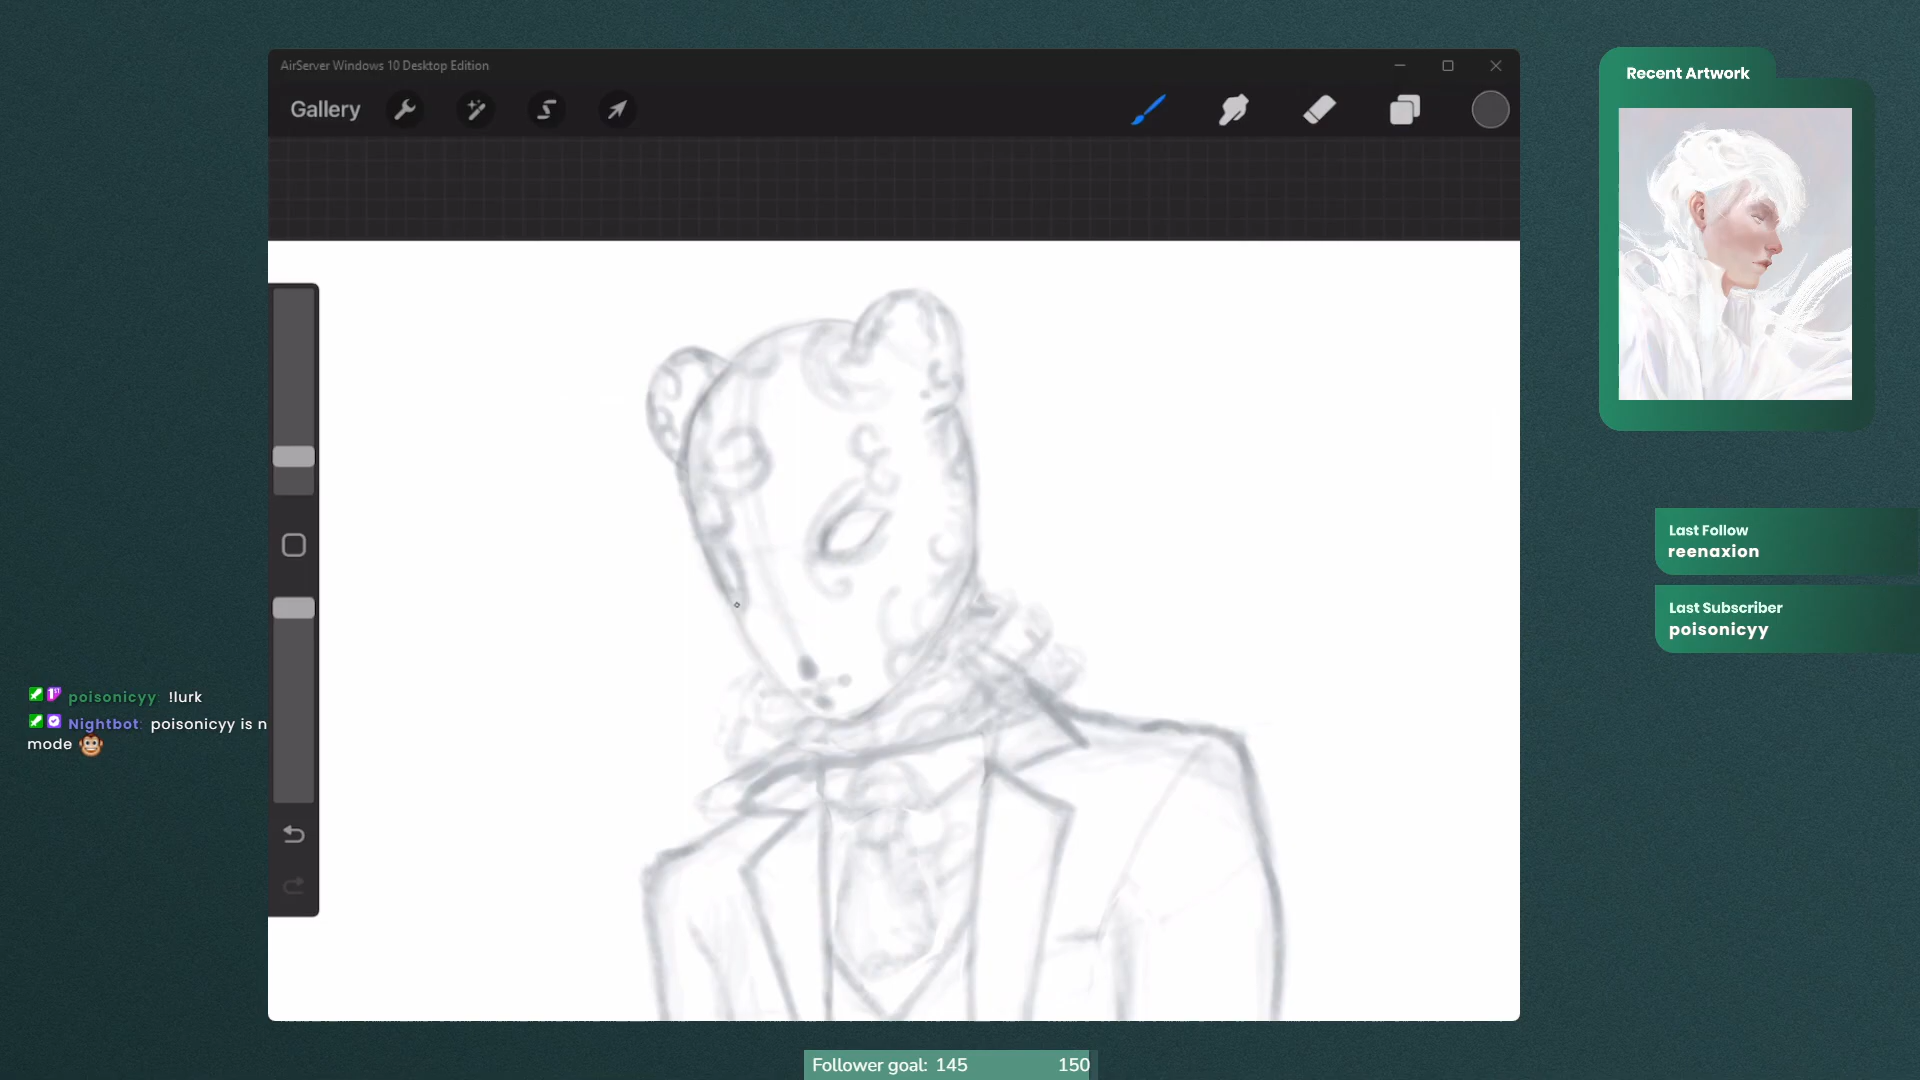 AirServer Windows 10 Desktop Edition
Gallery
Recent Artwork
Last Follow
reenaxion
Last Subscriber
poisonicyy
poisonicyy: !lurk
Nightbot: poisonicyy is n
mode
Follower goal: 145 150